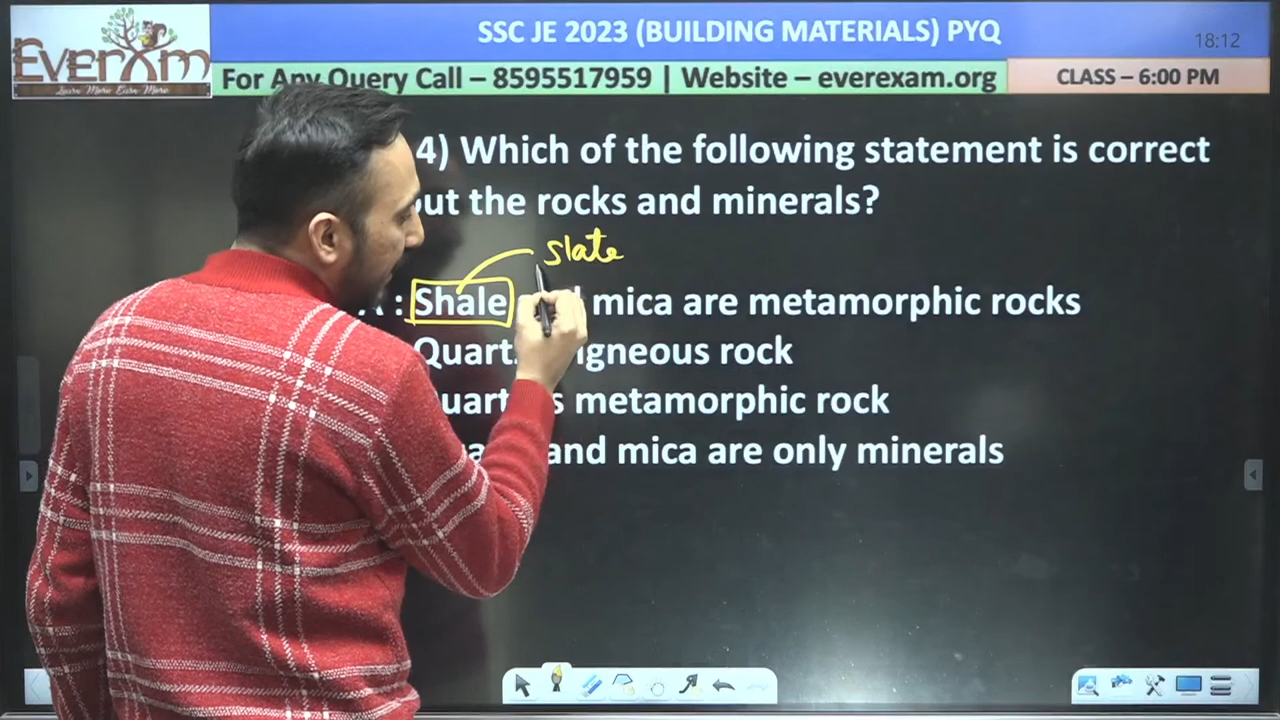 SSC JE 2023 (BUILDING MATERIALS) PYQ
18:12
EverExam
Learn More Earn More
For Any Query Call – 8595517959 | Website – everexam.org
CLASS – 6:00 PM
4) Which of the following statement is correct
out the rocks and minerals?
slate
: Shale mica are metamorphic rocks
Quart igneous rock
uart s metamorphic rock
and mica are only minerals